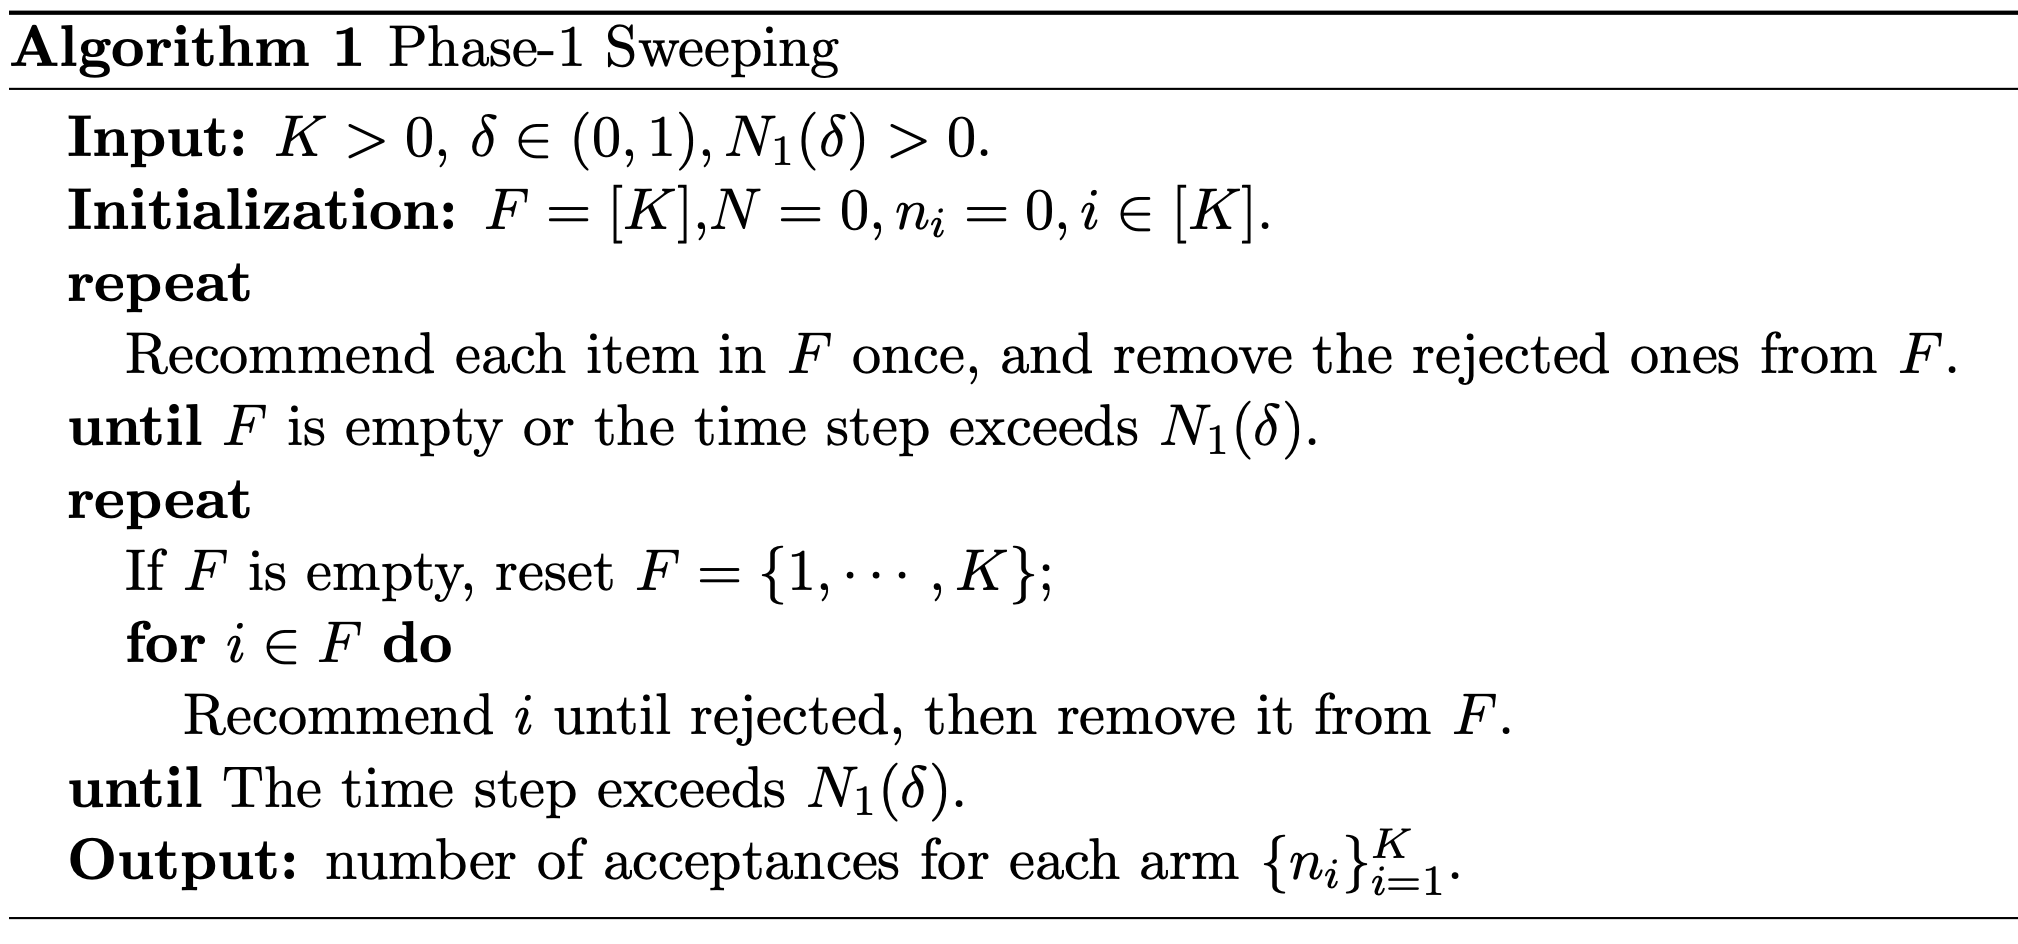 Algorithm 1 Phase-1 Sweeping
Input: K > 0, δ ∈ (0, 1), N₁(δ) > 0.
Initialization: F = [K],N = 0, nᵢ = 0, i ∈ [K].
repeat
Recommend each item in F once, and remove the rejected ones from F.
until F is empty or the time step exceeds N₁(δ).
repeat
If F is empty, reset F = {1, ⋯ , K};
for i ∈ F do
Recommend i until rejected, then remove it from F.
until The time step exceeds N₁(δ).
Output: number of acceptances for each arm {nᵢ}ᵢ₌₁ᴷ.